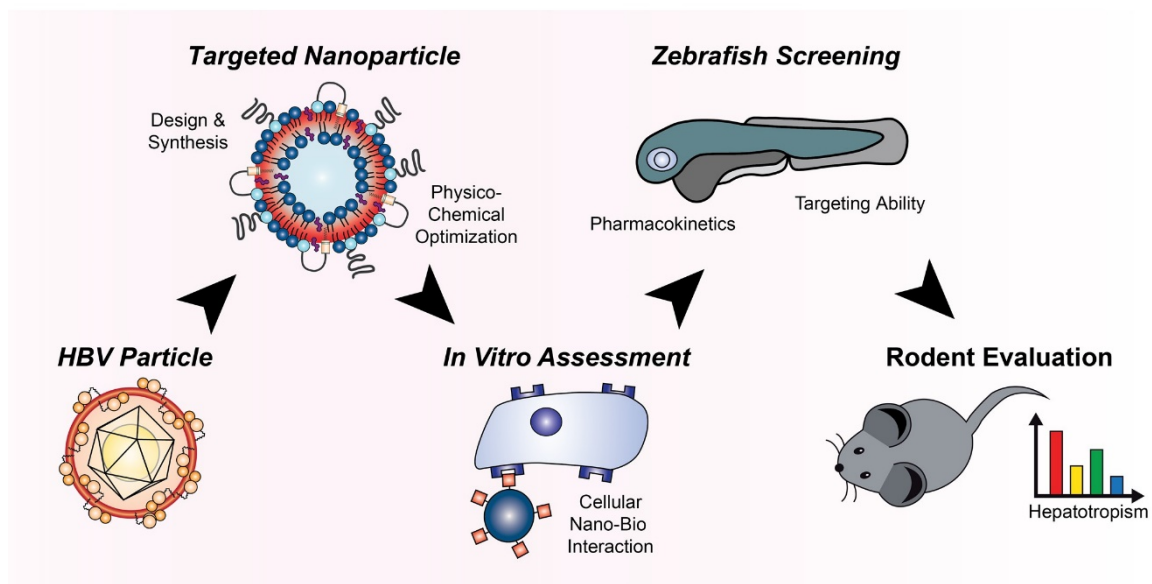 Targeted Nanoparticle
Design &
Synthesis
Physico-
Chemical
Optimization
Zebrafish Screening
Pharmacokinetics
Targeting Ability
HBV Particle
In Vitro Assessment
Cellular
Nano-Bio
Interaction
Rodent Evaluation
Hepatotropism